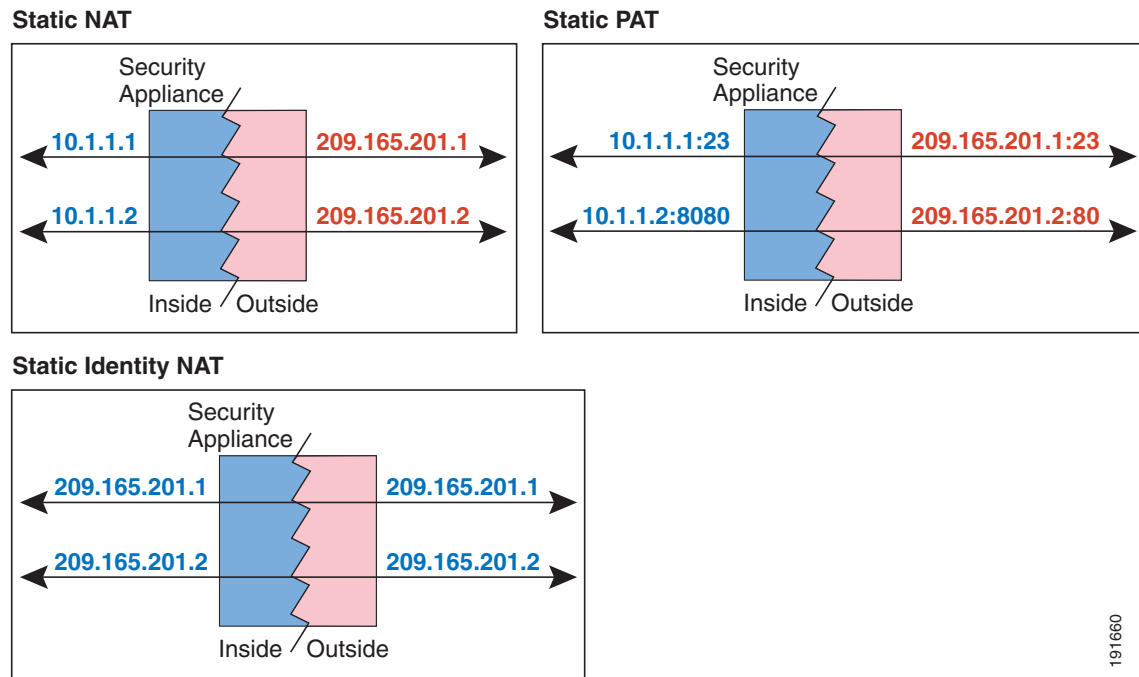 Static NAT
Security
Appliance
10.1.1.1
209.165.201.1
10.1.1.2
209.165.201.2
Inside
Outside
Static PAT
Security
Appliance
10.1.1.1:23
209.165.201.1:23
10.1.1.2:8080
209.165.201.2:80
Inside
Outside
Static Identity NAT
Security
Appliance
209.165.201.1
209.165.201.1
209.165.201.2
209.165.201.2
Inside
Outside
191660